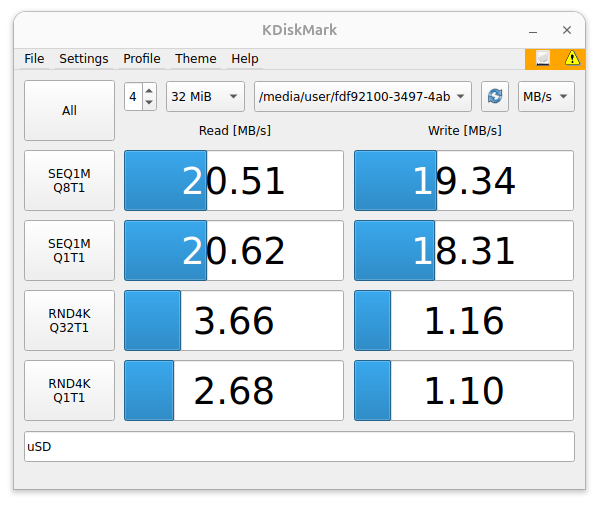 KDiskMark
File Settings Profile Theme Help
All 4 32 MiB /media/user/fdf92100-3497-4ab MB/s
Read [MB/s] Write [MB/s]
SEQ1M
Q8T1 20.51 19.34
SEQ1M
Q1T1 20.62 18.31
RND4K
Q32T1 3.66 1.16
RND4K
Q1T1 2.68 1.10
uSD